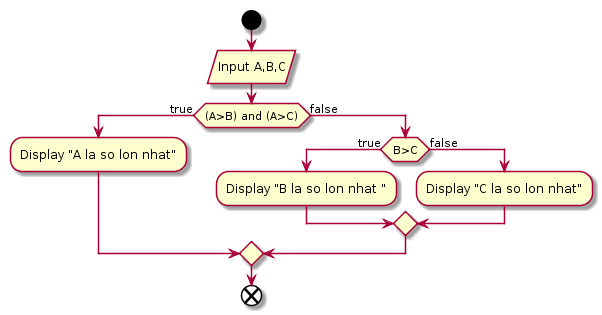 Input A,B,C
true
(A>B) and (A>C)
false
Display "A la so lon nhat"
true
B>C
false
Display "B la so lon nhat "
Display "C la so lon nhat"